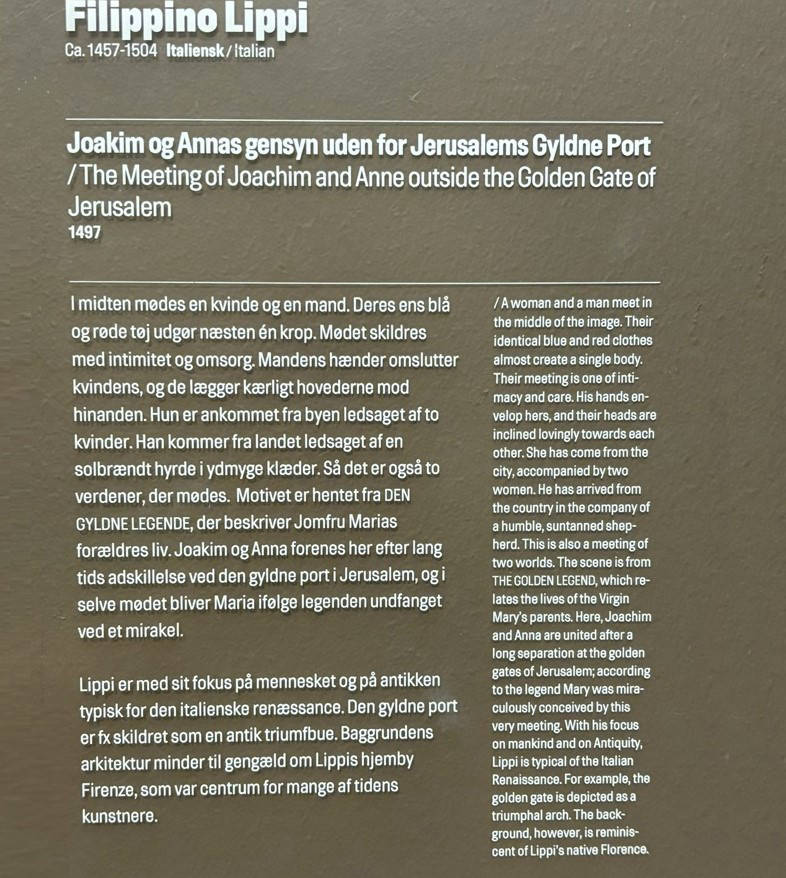 Filippino Lippi
Ca. 1457-1504 Italiensk / Italian
Joakim og Annas gensyn uden for Jerusalems Gyldne Port
/ The Meeting of Joachim and Anne outside the Golden Gate of
Jerusalem
1497
I midten mødes en kvinde og en mand. Deres ens blå
og røde tøj udgør næsten én krop. Mødet skildres
med intimitet og omsorg. Mandens hænder omslutter
kvindens, og de lægger kærligt hovederne mod
hinanden. Hun er ankommet fra byen ledsaget af to
kvinder. Han kommer fra landet ledsaget af en
solbrændt hyrde i ydmyge klæder. Så det er også to
verdener, der mødes. Motivet er hentet fra DEN
GYLDNE LEGENDE, der beskriver Jomfru Marias
forældres liv. Joakim og Anna forenes her efter lang
tids adskillelse ved den gyldne port i Jerusalem, og i
selve mødet bliver Maria ifølge legenden undfanget
ved et mirakel.
Lippi er med sit fokus på mennesket og på antikken
typisk for den italienske renæssance. Den gyldne port
er fx skildret som en antik triumfbue. Baggrundens
arkitektur minder til gengæld om Lippis hjemby
Firenze, som var centrum for mange af tidens
kunstnere.
/ A woman and a man meet in
the middle of the image. Their
identical blue and red clothes
almost create a single body.
Their meeting is one of inti-
macy and care. His hands en-
velop hers, and their heads are
inclined lovingly towards each
other. She has come from the
city, accompanied by two
women. He has arrived from
the country in the company of
a humble, suntanned shep-
herd. This is also a meeting of
two worlds. The scene is from
THE GOLDEN LEGEND, which re-
lates the lives of the Virgin
Mary's parents. Here, Joachim
and Anna are united after a
long separation at the golden
gates of Jerusalem; according
to the legend Mary was mira-
culously conceived by this
very meeting. With his focus
on mankind and on Antiquity,
Lippi is typical of the Italian
Renaissance. For example, the
golden gate is depicted as a
triumphal arch. The back-
ground, however, is reminis-
cent of Lippi's native Florence.